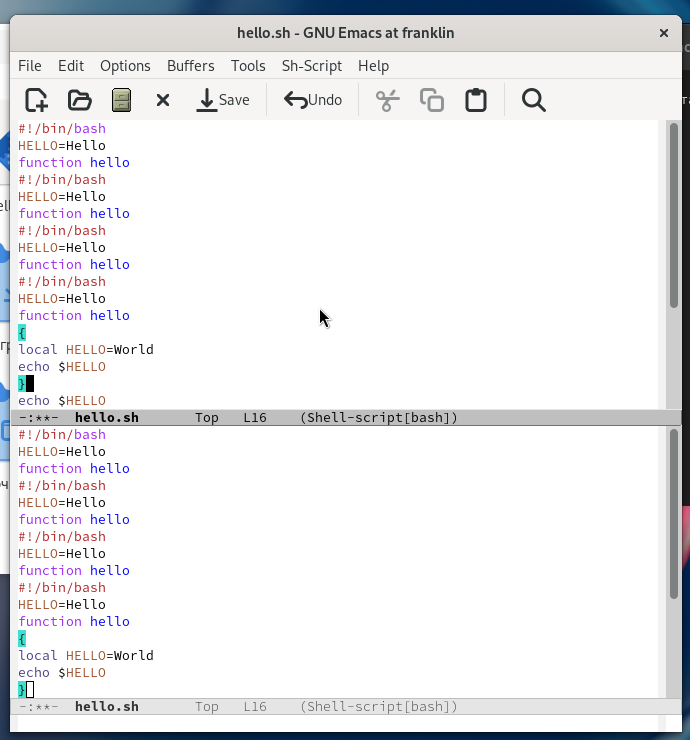 hello.sh - GNU Emacs at franklin
File Edit Options Buffers Tools Sh-Script Help
Save Undo
#!/bin/bash
HELLO=Hello
function hello
#!/bin/bash
HELLO=Hello
function hello
#!/bin/bash
HELLO=Hello
function hello
#!/bin/bash
HELLO=Hello
function hello
{
local HELLO=World
echo $HELLO
}
echo $HELLO
-:**- hello.sh Top L16 (Shell-script[bash])
#!/bin/bash
HELLO=Hello
function hello
#!/bin/bash
HELLO=Hello
function hello
#!/bin/bash
HELLO=Hello
function hello
#!/bin/bash
HELLO=Hello
function hello
{
local HELLO=World
echo $HELLO
}
-:**- hello.sh Top L16 (Shell-script[bash])